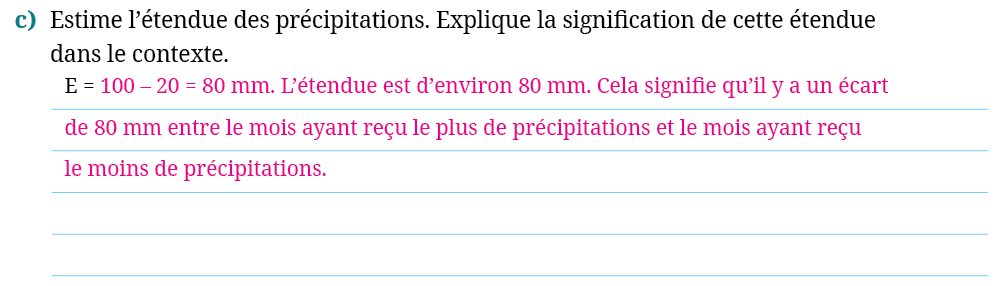 c) Estime l’étendue des précipitations. Explique la signification de cette étendue
dans le contexte.
E = 100 – 20 = 80 mm. L’étendue est d’environ 80 mm. Cela signifie qu’il y a un écart
de 80 mm entre le mois ayant reçu le plus de précipitations et le mois ayant reçu
le moins de précipitations.